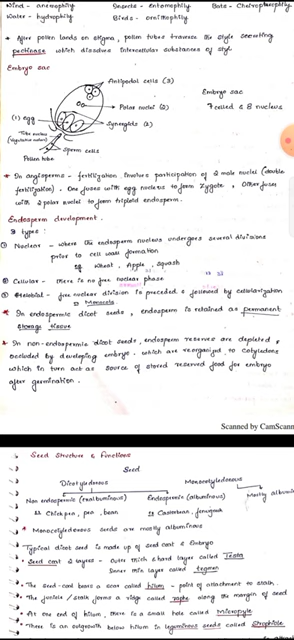 Wind - anemophily   Insects - entomophily   Bats - Cheiropterophily
Water - hydrophily   Birds - ornithophily
* After pollen lands on stigma, pollen tubes traverse the style secreting
pectinase which dissolves intercellular substances of style
Embryo sac
Antipodal cells (3)
Embryo sac
Polar nuclei (2)
7 celled & 8 nucleus
(1) egg
Synergids (2)
Tube nucleus
(Vegetative nucleus)
Sperm cells
Pollen tube
* In angiosperms - fertilization involves participation of 2 male nuclei (double
fertilization). One fuses with egg nucleus to form Zygote & Other fuses
with 2 polar nuclei to form triploid endosperm.
Endosperm development.
3 types :
① Nuclear - where the endosperm nucleus undergoes several divisions
prior to cell wall formation
eg Wheat, Apple, Squash
② Cellular - there is no free nuclear phase
③ Helobial - free nuclear division is preceded & followed by cellularization
eg Monocots
* In endospermic dicot seeds, endosperm is retained as permanent
Storage tissue
* In non-endospermic dicot seeds, endosperm reserves are depleted &
occluded by developing embryo which are reorganized to cotyledons
which in turn act as source of stored reserved food for embryo
after germination.
Scanned by CamScann
Seed Structure & Functions
Seed
Dicotyledonous   Monocotyledonous
Non endospermic (exalbuminous)   Endospermic (albuminous)   Mostly albumi
eg Chickpea, pea, bean   eg Castorbean, fenugreek
* Monocotyledonous seeds are mostly albuminous
Typical dicot seed is made up of seed coat & Embryo
Seed coat 2 layers - Outer thick & hard layer called Testa
Inner thin layer called tegmen
The seed coat bears a scar called hilum - point of attachment to stalk.
The funicle / stalk forms a ridge called raphe along the margin of seed
At one end of hilum, there is a small hole called Micropyle
There is an outgrowth below hilum in leguminous seeds called Strophiole